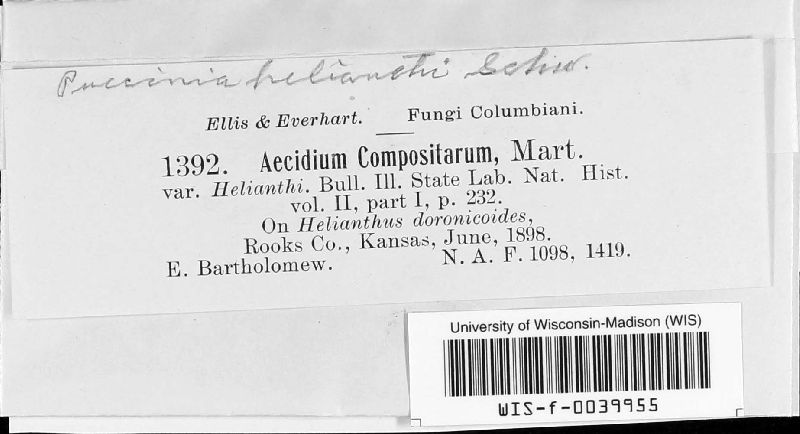 Puccinia helianthi Schw.
Ellis & Everhart. Fungi Columbiani.
1392. Aecidium Compositarum, Mart.
var. Helianthi. Bull. Ill. State Lab. Nat. Hist.
vol. II, part I, p. 232.
On Helianthus doronicoides,
Rooks Co., Kansas, June, 1898.
E. Bartholomew. N. A. F. 1098, 1419.
University of Wisconsin-Madison (WIS)
WIS-f-0039955